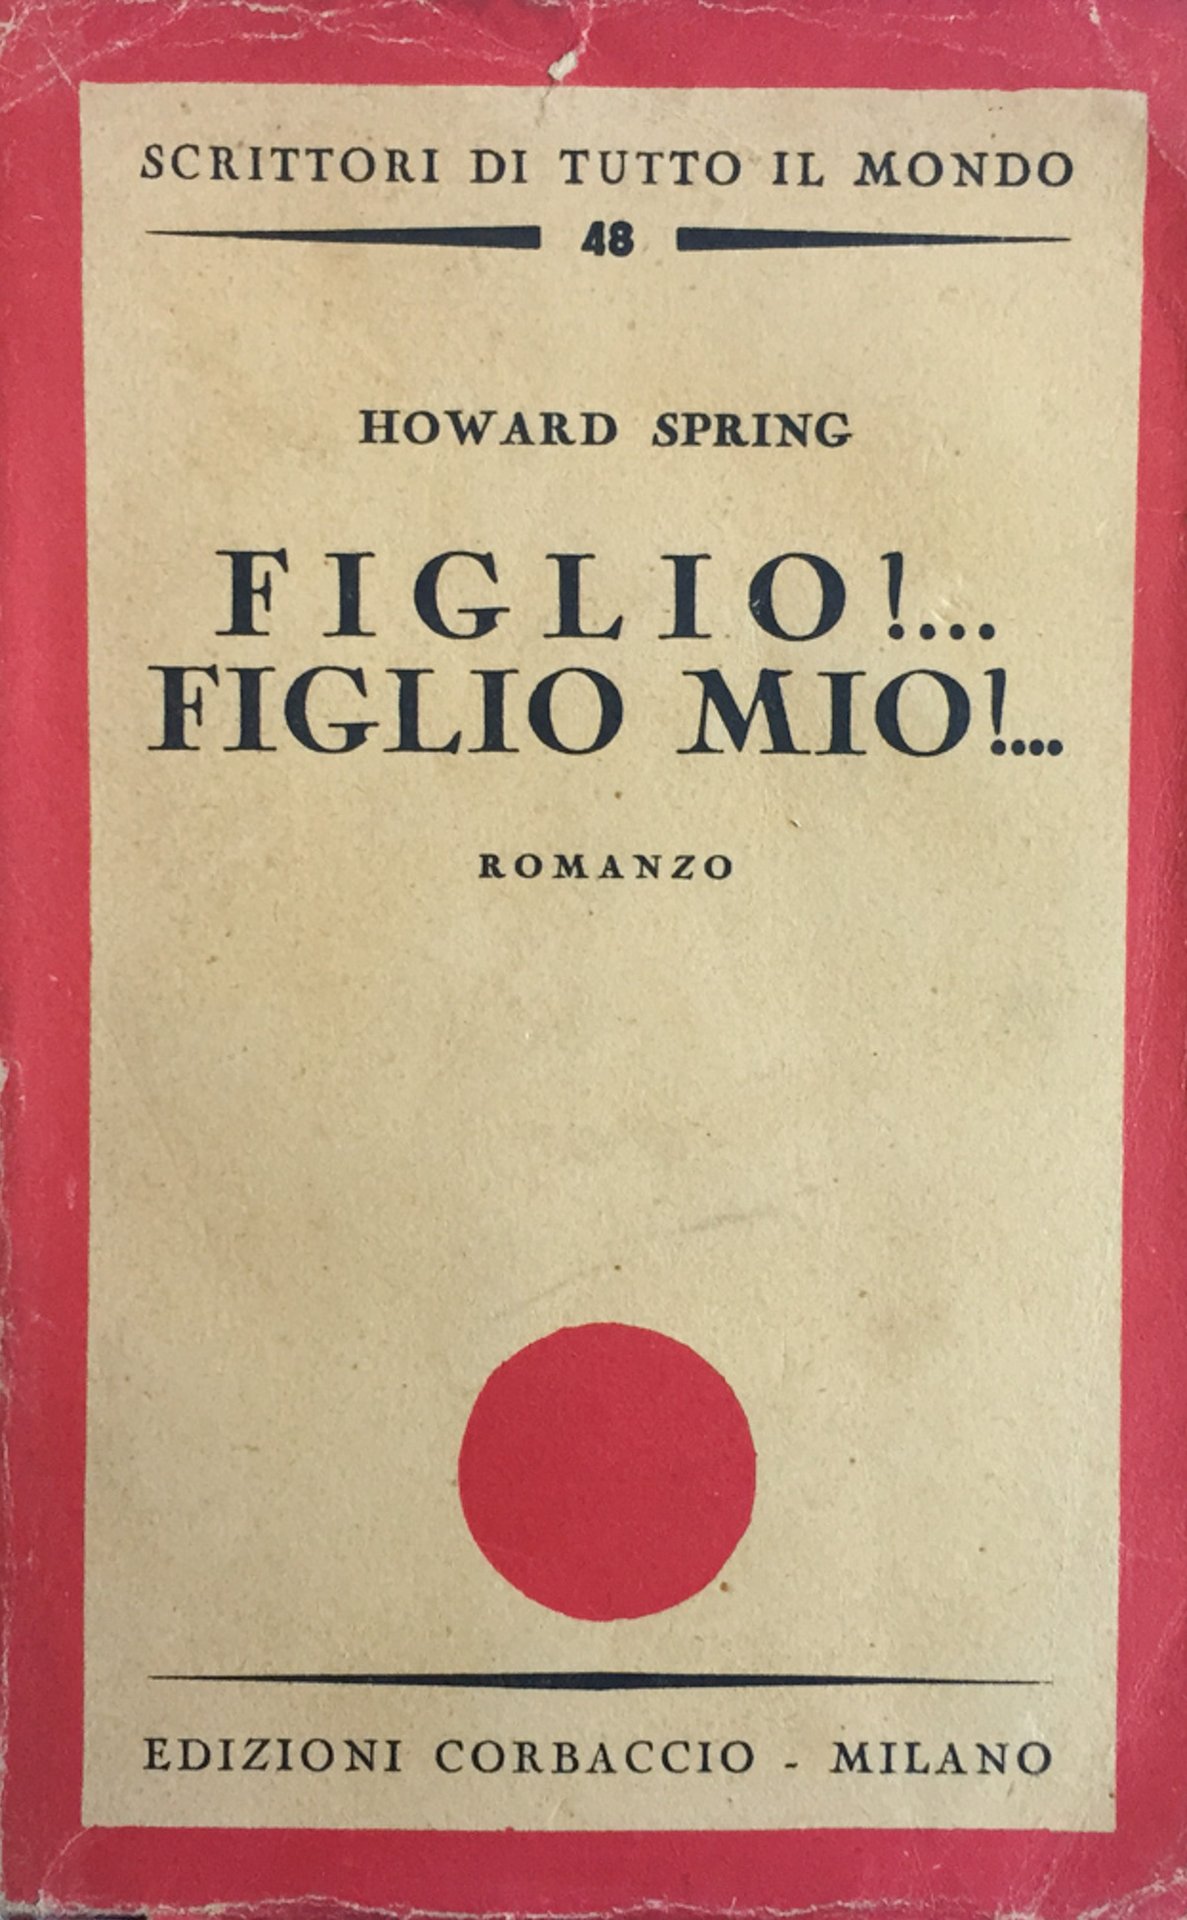 SCRITTORI DI TUTTO IL MONDO
48
HOWARD SPRING
FIGLIO!...
FIGLIO MIO!....
ROMANZO
EDIZIONI CORBACCIO - MILANO